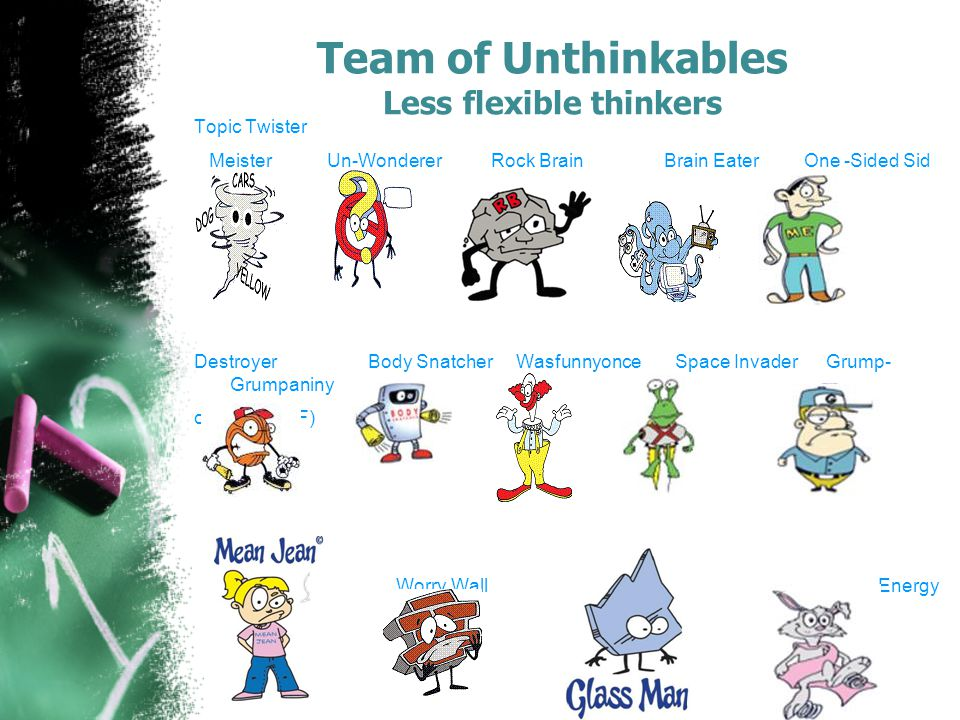 Team of Unthinkables
Less flexible thinkers
Topic Twister
Meister Un-Wonderer Rock Brain Brain Eater One -Sided Sid
CARS
DOG
YELLOW
RB
ME
Destroyer Body Snatcher Wasfunnyonce Space Invader Grump-
Grumpaniny
F)
BODY
Mean Jean©
Worry Wall Energy
MEAN
JEAN
Glass Man